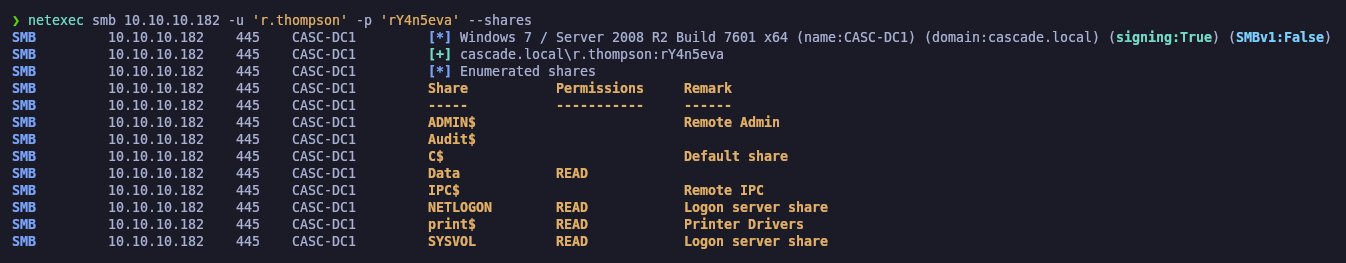 ❯ netexec smb 10.10.10.182 -u 'r.thompson' -p 'rY4n5eva' --shares
SMB 10.10.10.182 445 CASC-DC1 [*] Windows 7 / Server 2008 R2 Build 7601 x64 (name:CASC-DC1) (domain:cascade.local) (signing:True) (SMBv1:False)
SMB 10.10.10.182 445 CASC-DC1 [+] cascade.local\r.thompson:rY4n5eva
SMB 10.10.10.182 445 CASC-DC1 [*] Enumerated shares
SMB 10.10.10.182 445 CASC-DC1 Share Permissions Remark
SMB 10.10.10.182 445 CASC-DC1 ----- ----------- ------
SMB 10.10.10.182 445 CASC-DC1 ADMIN$ Remote Admin
SMB 10.10.10.182 445 CASC-DC1 Audit$
SMB 10.10.10.182 445 CASC-DC1 C$ Default share
SMB 10.10.10.182 445 CASC-DC1 Data READ
SMB 10.10.10.182 445 CASC-DC1 IPC$ Remote IPC
SMB 10.10.10.182 445 CASC-DC1 NETLOGON READ Logon server share
SMB 10.10.10.182 445 CASC-DC1 print$ READ Printer Drivers
SMB 10.10.10.182 445 CASC-DC1 SYSVOL READ Logon server share